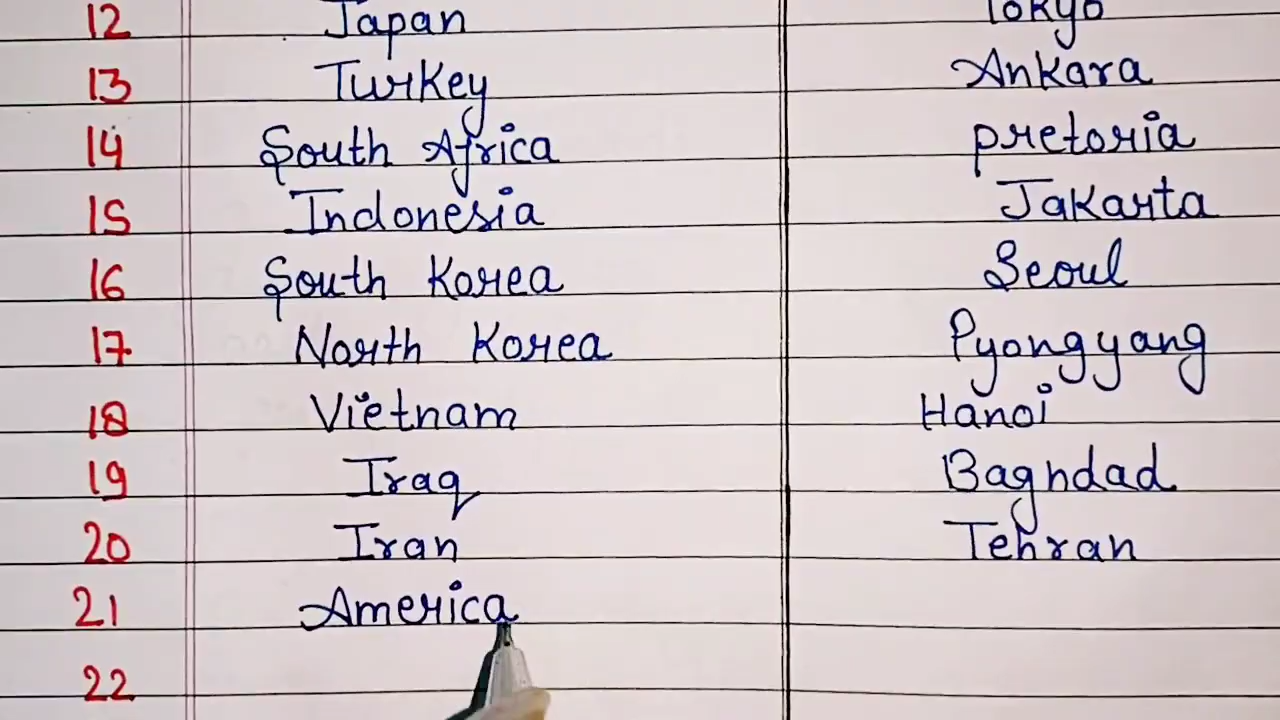 12 Japan Tokyo
13 Turkey Ankara
14 South Africa pretoria
15 Indonesia Jakarta
16 South Korea Seoul
17 North Korea Pyongyang
18 Vietnam Hanoi
19 Iraq Baghdad
20 Iran Tehran
21 America
22